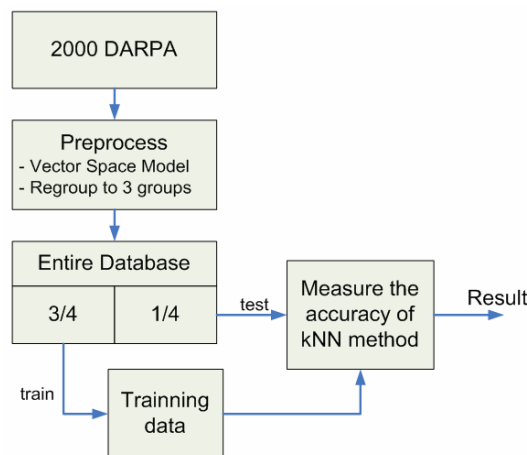 2000 DARPA
Preprocess
- Vector Space Model
- Regroup to 3 groups
Entire Database
3/4
1/4
test
Measure the
accuracy of
kNN method
Result
train
Trainning
data